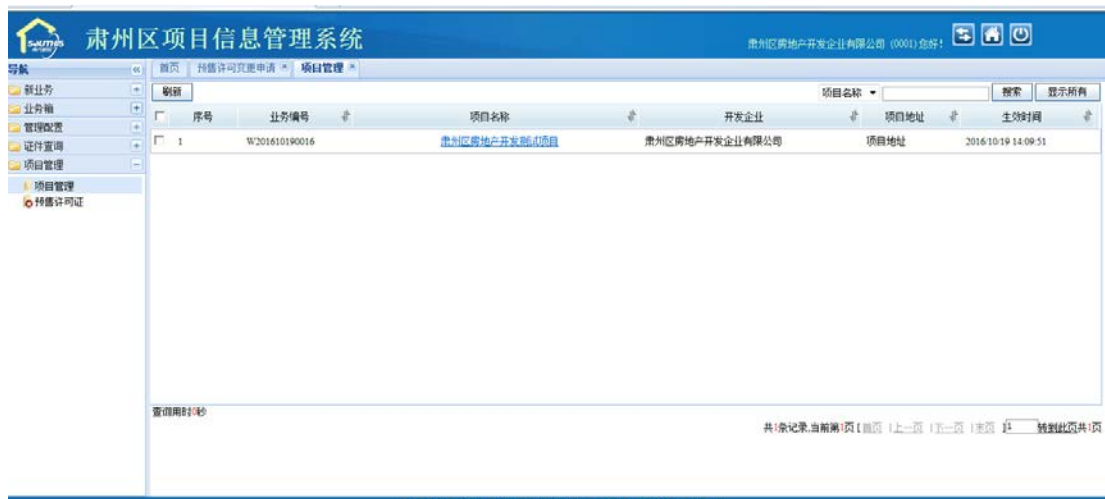 肃州区项目信息管理系统
肃州区房地产开发企业有限公司 (0001)您好！
导航
首页 预售许可变更申请 项目管理
新业务
业务箱
管理配置
证件查询
项目管理
项目管理
预售许可证
刷新 项目名称 搜索 显示所有
序号 业务编号 项目名称 开发企业 项目地址 生效时间
1 W201610190016 肃州区房地产开发测试项目 肃州区房地产开发企业有限公司 项目地址 2016/10/19 14:09:51
查询用时0秒
共1条记录,当前第1页 [ 首页 | 上一页 | 下一页 | 末页 ] 1 转到此页共1页